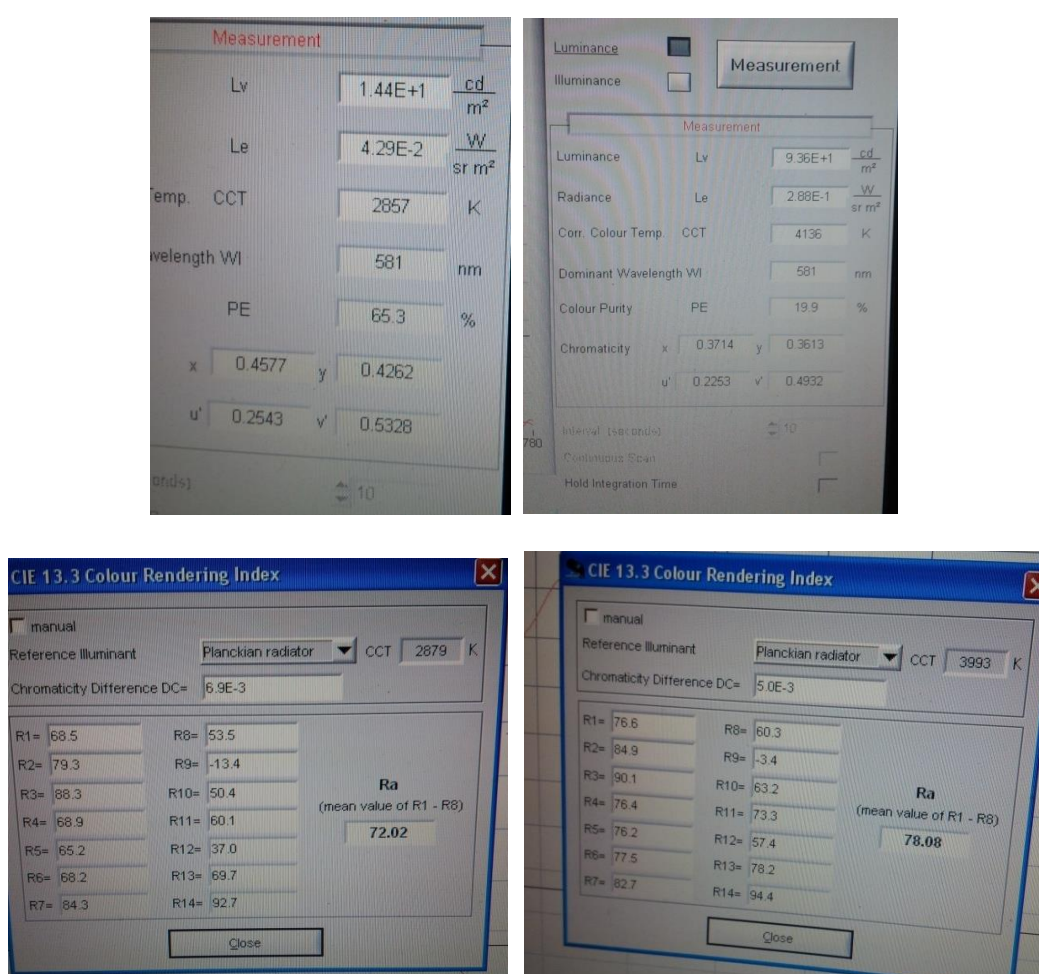 Measurement
Lv 1.44E+1 cd
m²
Le 4.29E-2 W
sr m²
emp. CCT 2857 K
velength Wl 581 nm
PE 65.3 %
x 0.4577 y 0.4262
u' 0.2543 v' 0.5328
onds] 10
Luminance
Measurement
Illuminance
Measurement
Luminance Lv 9.36E+1 cd
m²
Radiance Le 2.88E-1 W
sr m²
Corr. Colour Temp. CCT 4136 K
Dominant Wavelength Wl 581 nm
Colour Purity PE 19.9 %
Chromaticity x 0.3714 y 0.3613
u' 0.2253 v' 0.4932
780
Interval [seconds] 10
Continuous Scan
Hold Integration Time
CIE 13.3 Colour Rendering Index
manual
Reference Illuminant Planckian radiator CCT 2879 K
Chromaticity Difference DC= 6.9E-3
R1= 68.5 R8= 53.5
R2= 79.3 R9= -13.4
R3= 88.3 R10= 50.4
R4= 68.9 R11= 60.1
R5= 65.2 R12= 37.0
R6= 68.2 R13= 69.7
R7= 84.3 R14= 92.7
Ra
(mean value of R1 - R8)
72.02
Close
CIE 13.3 Colour Rendering Index
manual
Reference Illuminant Planckian radiator CCT 3993 K
Chromaticity Difference DC= 5.0E-3
R1= 76.6 R8= 60.3
R2= 84.9 R9= -3.4
R3= 90.1 R10= 63.2
R4= 76.4 R11= 73.3
R5= 76.2 R12= 57.4
R6= 77.5 R13= 78.2
R7= 82.7 R14= 94.4
Ra
(mean value of R1 - R8)
78.08
Close